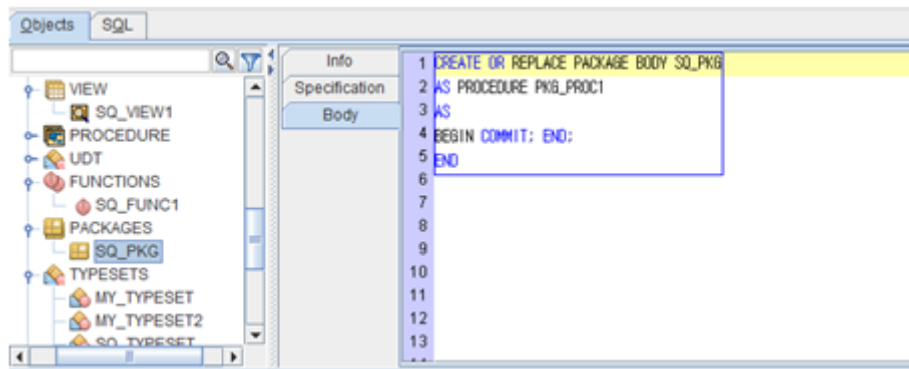 Objects SQL
VIEW
SQ_VIEW1
PROCEDURE
UDT
FUNCTIONS
SQ_FUNC1
PACKAGES
SQ_PKG
TYPESETS
MY_TYPESET
MY_TYPESET2
SQ_TYPESET
Info
Specification
Body
1 CREATE OR REPLACE PACKAGE BODY SQ_PKG
2 AS PROCEDURE PKG_PROC1
3 AS
4 BEGIN COMMIT; END;
5 END
6
7
8
9
10
11
12
13